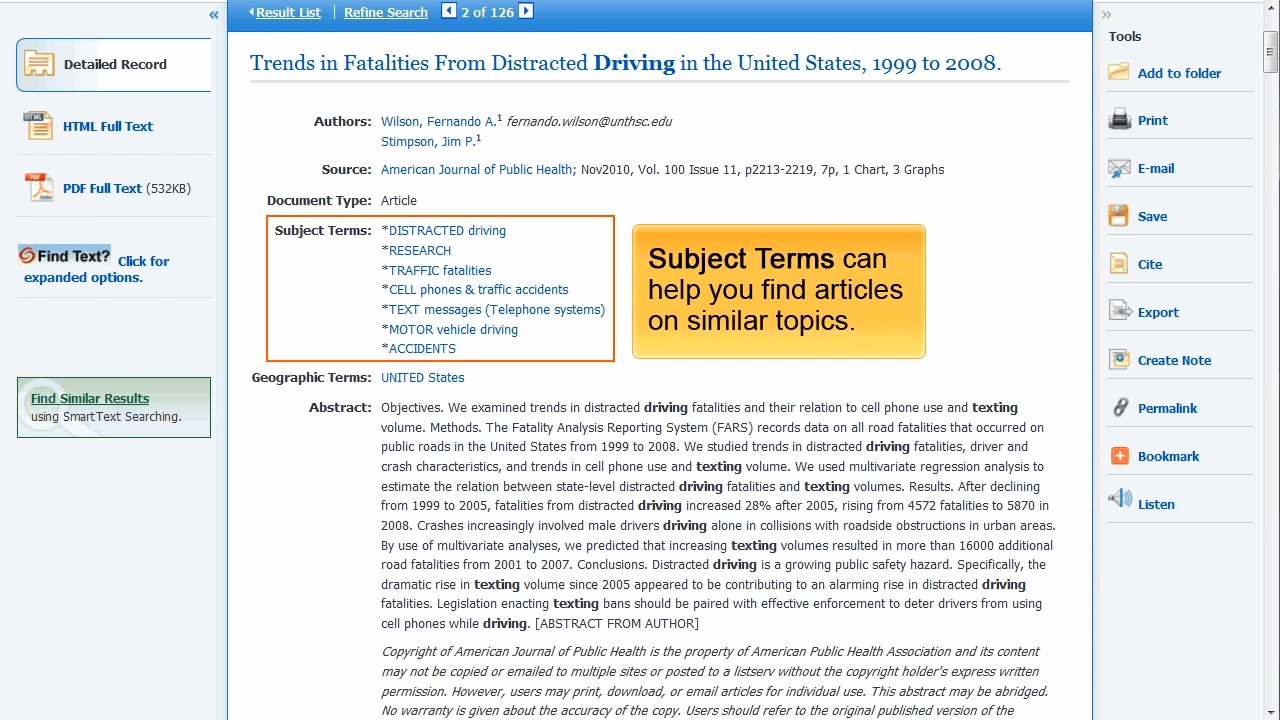 «
Detailed Record
HTML Full Text
PDF Full Text (532KB)
Find Text? Click for
expanded options.
Find Similar Results
using SmartText Searching.
Result List | Refine Search 2 of 126
Trends in Fatalities From Distracted Driving in the United States, 1999 to 2008.
Authors: Wilson, Fernando A.1 fernando.wilson@unthsc.edu
Stimpson, Jim P.1
Source: American Journal of Public Health; Nov2010, Vol. 100 Issue 11, p2213-2219, 7p, 1 Chart, 3 Graphs
Document Type: Article
Subject Terms: *DISTRACTED driving
*RESEARCH
*TRAFFIC fatalities
*CELL phones & traffic accidents
*TEXT messages (Telephone systems)
*MOTOR vehicle driving
*ACCIDENTS
Subject Terms can
help you find articles
on similar topics.
Geographic Terms: UNITED States
Abstract: Objectives. We examined trends in distracted driving fatalities and their relation to cell phone use and texting
volume. Methods. The Fatality Analysis Reporting System (FARS) records data on all road fatalities that occurred on
public roads in the United States from 1999 to 2008. We studied trends in distracted driving fatalities, driver and
crash characteristics, and trends in cell phone use and texting volume. We used multivariate regression analysis to
estimate the relation between state-level distracted driving fatalities and texting volumes. Results. After declining
from 1999 to 2005, fatalities from distracted driving increased 28% after 2005, rising from 4572 fatalities to 5870 in
2008. Crashes increasingly involved male drivers driving alone in collisions with roadside obstructions in urban areas.
By use of multivariate analyses, we predicted that increasing texting volumes resulted in more than 16000 additional
road fatalities from 2001 to 2007. Conclusions. Distracted driving is a growing public safety hazard. Specifically, the
dramatic rise in texting volume since 2005 appeared to be contributing to an alarming rise in distracted driving
fatalities. Legislation enacting texting bans should be paired with effective enforcement to deter drivers from using
cell phones while driving. [ABSTRACT FROM AUTHOR]
Copyright of American Journal of Public Health is the property of American Public Health Association and its content
may not be copied or emailed to multiple sites or posted to a listserv without the copyright holder's express written
permission. However, users may print, download, or email articles for individual use. This abstract may be abridged.
No warranty is given about the accuracy of the copy. Users should refer to the original published version of the
»
Tools
Add to folder
Print
E-mail
Save
Cite
Export
Create Note
Permalink
Bookmark
Listen